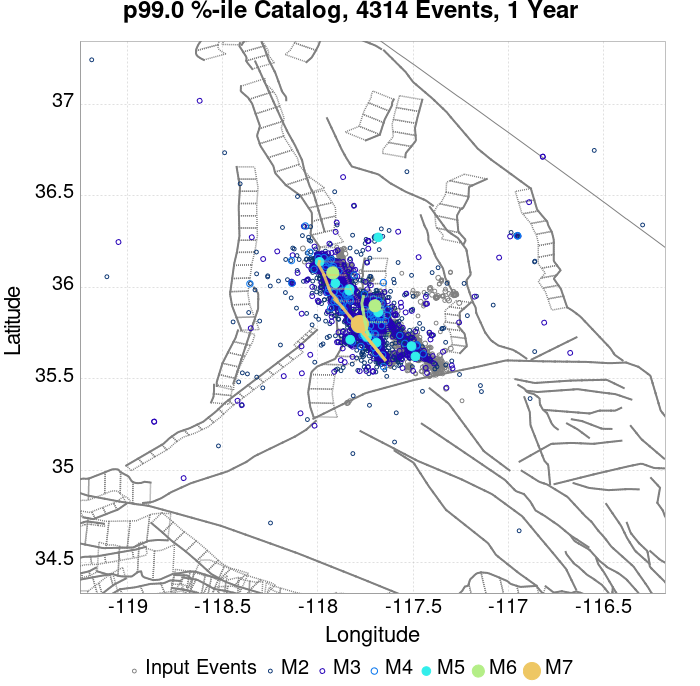 p99.0 %-ile Catalog, 4314 Events, 1 Year
37
36.5
36
35.5
35
34.5
Latitude
-119
-118.5
-118
-117.5
-117
-116.5
Longitude
Input Events
M2
M3
M4
M5
M6
M7